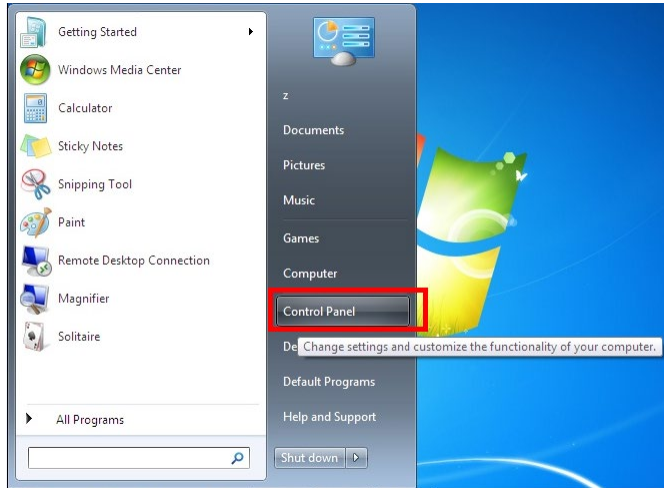 Getting Started
Windows Media Center
Calculator
Sticky Notes
Snipping Tool
Paint
Remote Desktop Connection
Magnifier
Solitaire
All Programs
z
Documents
Pictures
Music
Games
Computer
Control Panel
De
Change settings and customize the functionality of your computer.
Default Programs
Help and Support
Shut down